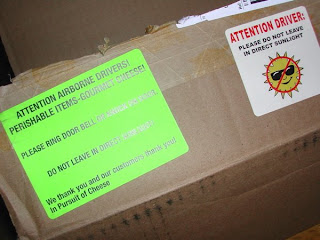 ATTENTION AIRBORNE DRIVERS!
PERISHABLE ITEMS-GOURMET CHEESE!
PLEASE RING DOOR BELL
DO NOT LEAVE IN DIRECT
We thank you and our customers thank you!
In Pursuit of Cheese
ATTENTION DRIVER:
PLEASE DO NOT LEAVE
IN DIRECT SUNLIGHT